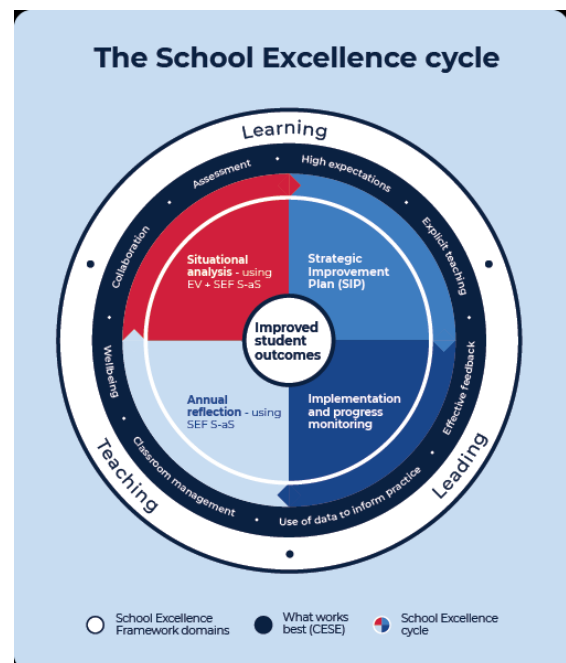 The School Excellence cycle
Learning
Assessment
High expectations
Collaboration
Explicit teaching
Situational
analysis - using
EV + SEF S-aS
Strategic
Improvement
Plan (SIP)
Improved
student
outcomes
Wellbeing
Effective feedback
Annual
reflection - using
SEF S-aS
Implementation
and progress
monitoring
Classroom management
Use of data to inform practice
Teaching
Leading
School Excellence
Framework domains
What works
best (CESE)
School Excellence
cycle